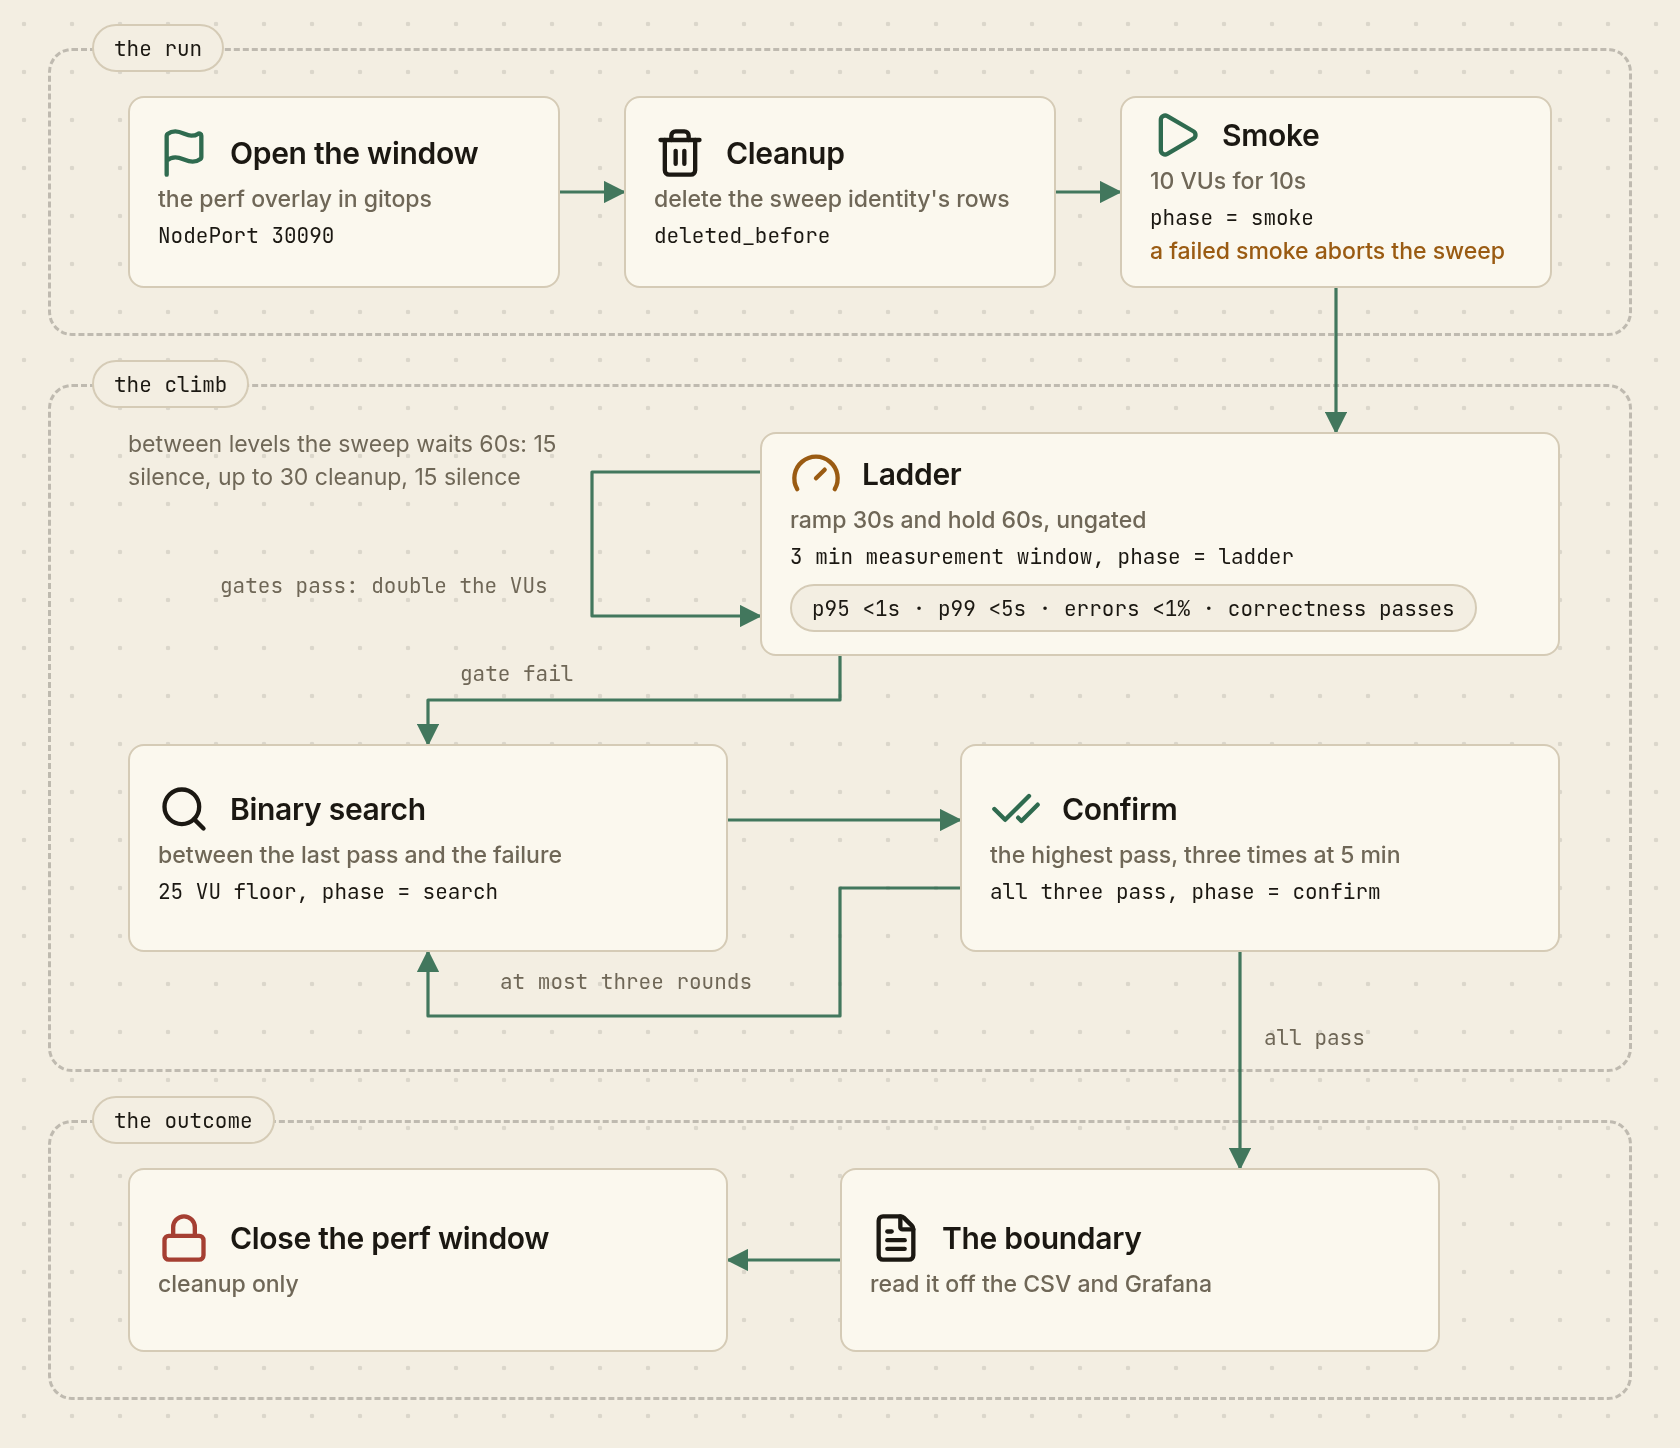 the run
Open the window
the perf overlay in gitops
NodePort 30090
Cleanup
delete the sweep identity's rows
deleted_before
Smoke
10 VUs for 10s
phase = smoke
a failed smoke aborts the sweep
the climb
between levels the sweep waits 60s: 15
silence, up to 30 cleanup, 15 silence
gates pass: double the VUs
Ladder
ramp 30s and hold 60s, ungated
3 min measurement window, phase = ladder
p95 <1s · p99 <5s · errors <1% · correctness passes
gate fail
Binary search
between the last pass and the failure
25 VU floor, phase = search
Confirm
the highest pass, three times at 5 min
all three pass, phase = confirm
at most three rounds
all pass
the outcome
Close the perf window
cleanup only
The boundary
read it off the CSV and Grafana